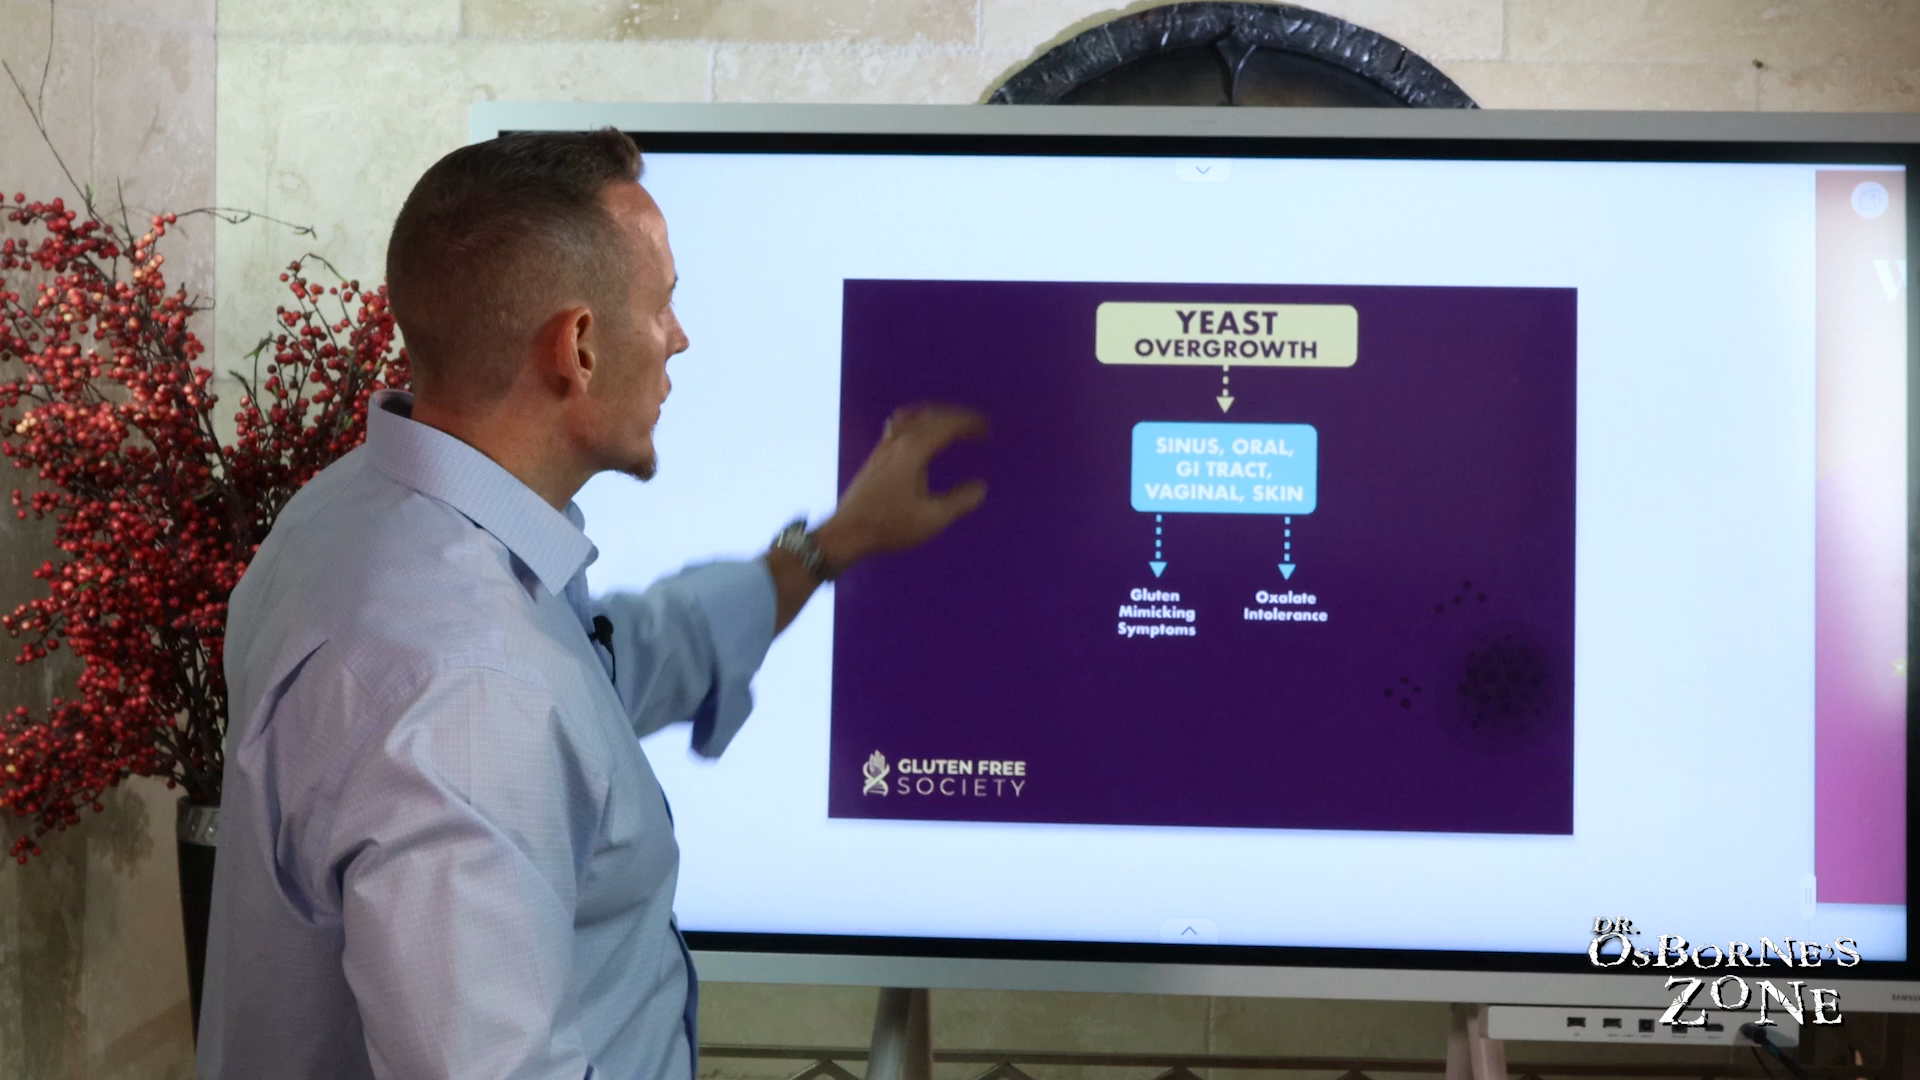 YEAST
OVERGROWTH
SINUS, ORAL,
GI TRACT,
VAGINAL, SKIN
Gluten
Mimicking
Symptoms
Oxalate
Intolerance
GLUTEN FREE
SOCIETY
DR.
OSBORNE'S
ZONE
SAMSUNG